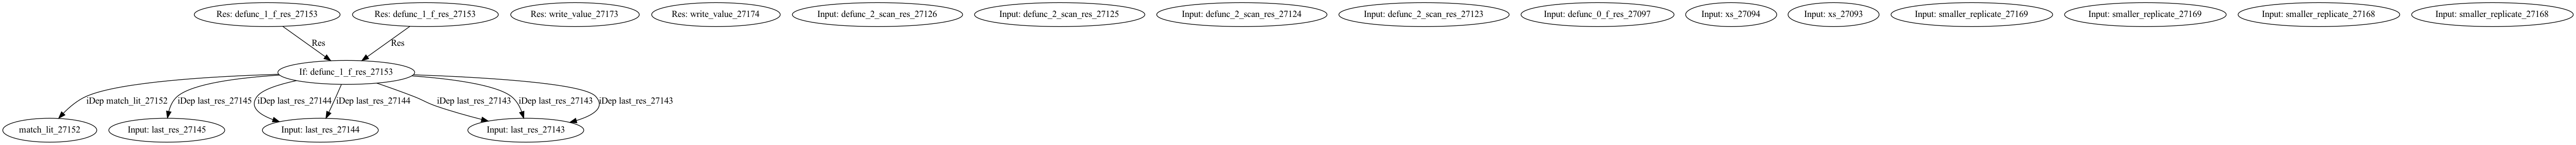 Res: defunc_1_f_res_27153
Res: defunc_1_f_res_27153
Res: write_value_27173
Res: write_value_27174
Input: defunc_2_scan_res_27126
Input: defunc_2_scan_res_27125
Input: defunc_2_scan_res_27124
Input: defunc_2_scan_res_27123
Input: defunc_0_f_res_27097
Input: xs_27094
Input: xs_27093
Input: smaller_replicate_27169
Input: smaller_replicate_27169
Input: smaller_replicate_27168
Input: smaller_replicate_27168
Res
Res
If: defunc_1_f_res_27153
iDep match_lit_27152
iDep last_res_27145
iDep last_res_27144
iDep last_res_27144
iDep last_res_27143
iDep last_res_27143
iDep last_res_27143
match_lit_27152
Input: last_res_27145
Input: last_res_27144
Input: last_res_27143